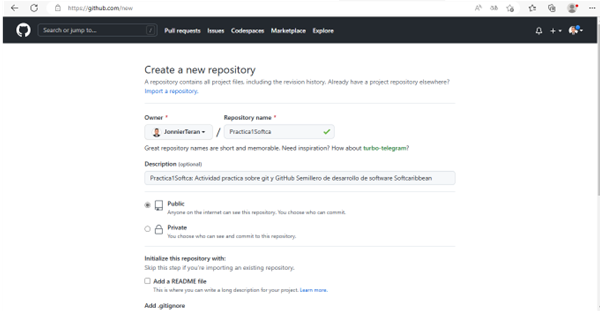 https://github.com/new
Search or jump to... /
Pull requests Issues Codespaces Marketplace Explore
Create a new repository
A repository contains all project files, including the revision history. Already have a project repository elsewhere?
Import a repository.
Owner * Repository name *
JonnierTeran / Practica1Softca
Great repository names are short and memorable. Need inspiration? How about turbo-telegram?
Description (optional)
Practica1Softca: Actividad practica sobre git y GitHub Semillero de desarrollo de software Softcaribbean
Public
Anyone on the internet can see this repository. You choose who can commit.
Private
You choose who can see and commit to this repository.
Initialize this repository with:
Skip this step if you're importing an existing repository.
Add a README file
This is where you can write a long description for your project. Learn more.
Add .gitignore